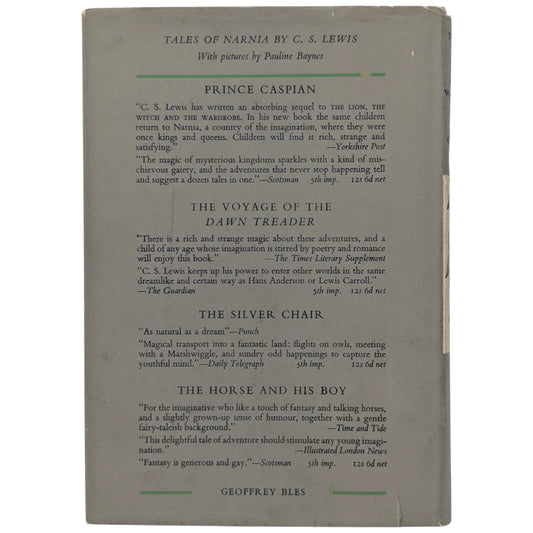 TALES OF NARNIA BY C. S. LEWIS
With pictures by Pauline Baynes
PRINCE CASPIAN
"C. S. Lewis has written an absorbing sequel to THE LION, THE
WITCH AND THE WARDROBE. In his new book the same children
return to Narnia, a country of the imagination, where they were
once kings and queens. Children will find it rich, strange and
satisfying." —Yorkshire Post
"The magic of mysterious kingdoms sparkles with a kind of mis-
chievous gaiety, and the adventures that never stop happening tell
and suggest a dozen tales in one."—Scotsman 5th imp. 12s 6d net
THE VOYAGE OF THE
DAWN TREADER
"There is a rich and strange magic about these adventures, and a
child of any age whose imagination is stirred by poetry and romance
will enjoy this book." —The Times Literary Supplement
"C. S. Lewis keeps up his power to enter other worlds in the same
dreamlike and certain way as Hans Anderson or Lewis Carroll."
—The Guardian 5th imp. 12s 6d net
THE SILVER CHAIR
"As natural as a dream"—Punch
"Magical transport into a fantastic land: flights on owls, meeting
with a Marshwiggle, and sundry odd happenings to capture the
youthful mind."—Daily Telegraph 5th imp. 12s 6d net
THE HORSE AND HIS BOY
"For the imaginative who like a touch of fantasy and talking horses,
and a slightly grown-up sense of humour, together with a gentle
fairy-taleish background." —Time and Tide
"This delightful tale of adventure should stimulate any young imagi-
nation." —Illustrated London News
"Fantasy is generous and gay."—Scotsman 5th imp. 12s 6d net
GEOFFREY BLES